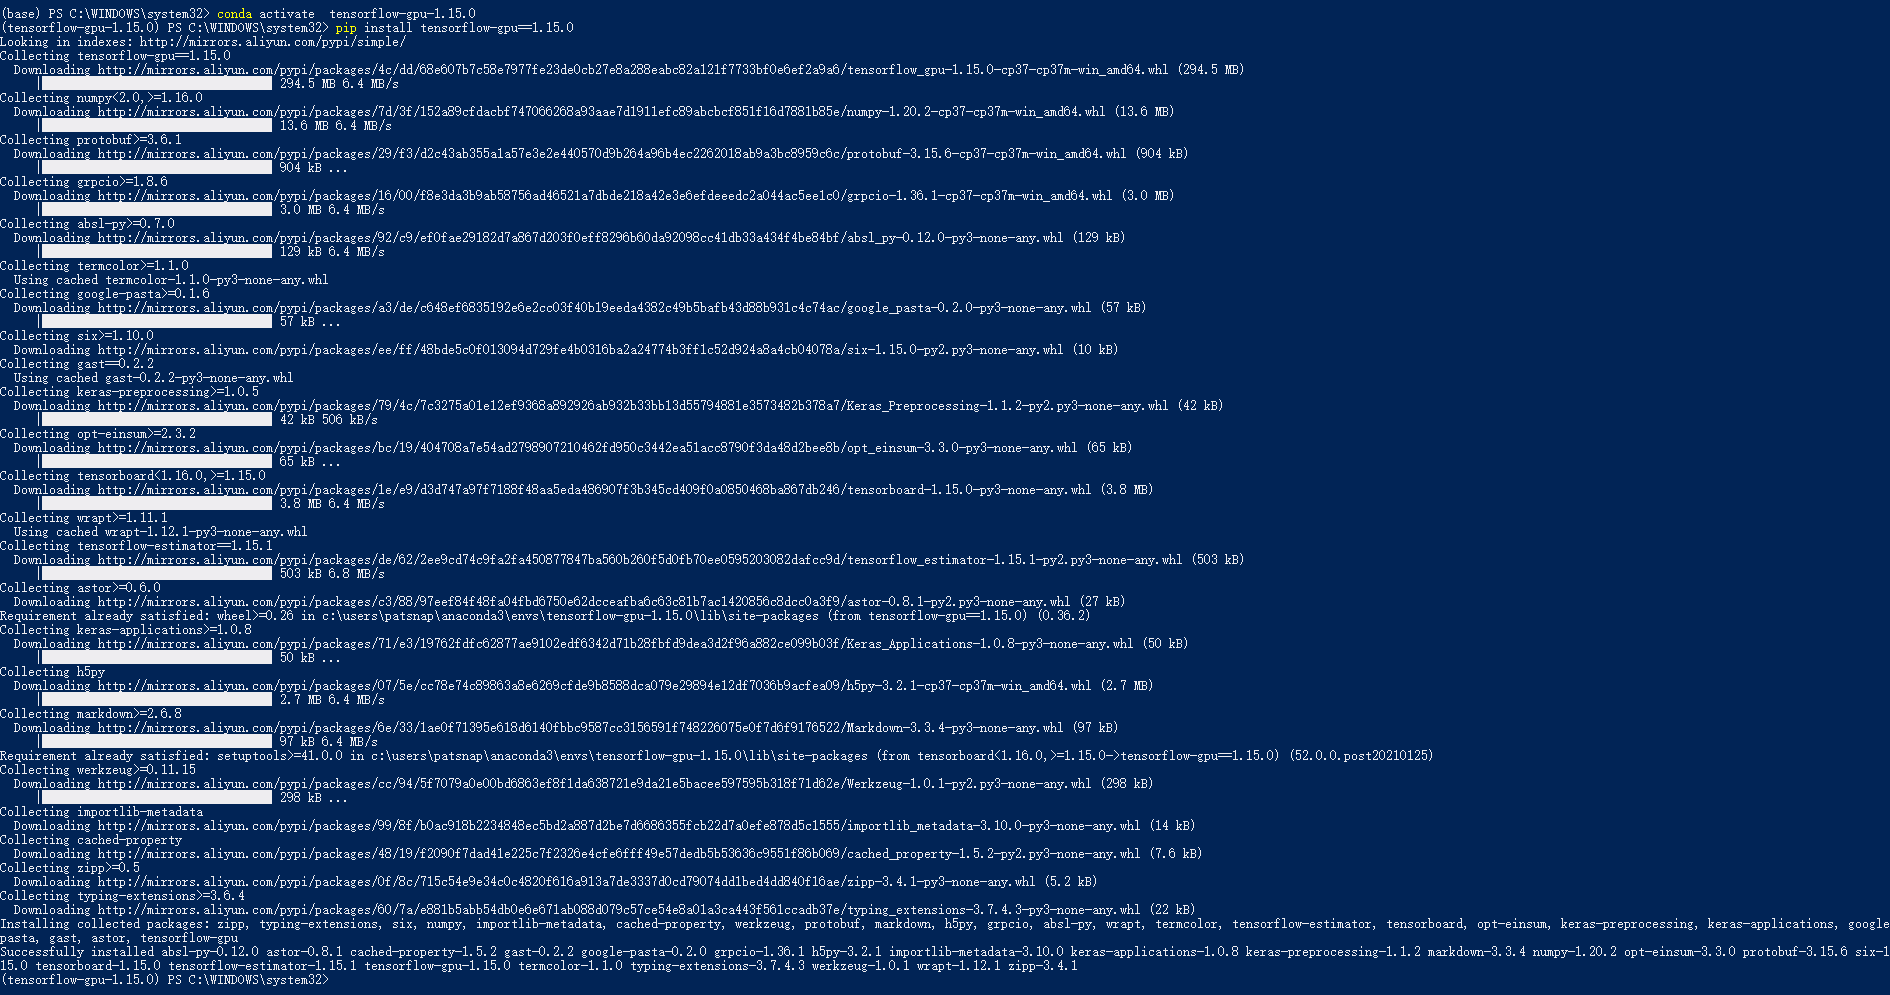 (base) PS C:\WINDOWS\system32> conda activate  tensorflow-gpu-1.15.0
(tensorflow-gpu-1.15.0) PS C:\WINDOWS\system32> pip install tensorflow-gpu==1.15.0
Looking in indexes: http://mirrors.aliyun.com/pypi/simple/
Collecting tensorflow-gpu==1.15.0
  Downloading http://mirrors.aliyun.com/pypi/packages/4c/dd/68e607b7c58e7977fe23de0cb27e8a288eabc82a121f7733bf0e6ef2a9a6/tensorflow_gpu-1.15.0-cp37-cp37m-win_amd64.whl (294.5 MB)
     | 294.5 MB 6.4 MB/s
Collecting numpy<2.0,>=1.16.0
  Downloading http://mirrors.aliyun.com/pypi/packages/7d/3f/152a89cfdacbf747066268a93aae7d1911efc89abcbcf851f16d7881b85e/numpy-1.20.2-cp37-cp37m-win_amd64.whl (13.6 MB)
     | 13.6 MB 6.4 MB/s
Collecting protobuf>=3.6.1
  Downloading http://mirrors.aliyun.com/pypi/packages/29/f3/d2c43ab355a1a57e3e2e440570d9b264a96b4ec2262018ab9a3bc8959c6c/protobuf-3.15.6-cp37-cp37m-win_amd64.whl (904 kB)
     | 904 kB ...
Collecting grpcio>=1.8.6
  Downloading http://mirrors.aliyun.com/pypi/packages/16/00/f8e3da3b9ab58756ad46521a7dbde218a42e3e6efdeeedc2a044ac5ee1c0/grpcio-1.36.1-cp37-cp37m-win_amd64.whl (3.0 MB)
     | 3.0 MB 6.4 MB/s
Collecting absl-py>=0.7.0
  Downloading http://mirrors.aliyun.com/pypi/packages/92/c9/ef0fae29182d7a867d203f0eff8296b60da92098cc41db33a434f4be84bf/absl_py-0.12.0-py3-none-any.whl (129 kB)
     | 129 kB 6.4 MB/s
Collecting termcolor>=1.1.0
  Using cached termcolor-1.1.0-py3-none-any.whl
Collecting google-pasta>=0.1.6
  Downloading http://mirrors.aliyun.com/pypi/packages/a3/de/c648ef6835192e6e2cc03f40b19eeda4382c49b5bafb43d88b931c4c74ac/google_pasta-0.2.0-py3-none-any.whl (57 kB)
     | 57 kB ...
Collecting six>=1.10.0
  Downloading http://mirrors.aliyun.com/pypi/packages/ee/ff/48bde5c0f013094d729fe4b0316ba2a24774b3ff1c52d924a8a4cb04078a/six-1.15.0-py2.py3-none-any.whl (10 kB)
Collecting gast==0.2.2
  Using cached gast-0.2.2-py3-none-any.whl
Collecting keras-preprocessing>=1.0.5
  Downloading http://mirrors.aliyun.com/pypi/packages/79/4c/7c3275a01e12ef9368a892926ab932b33bb13d55794881e3573482b378a7/Keras_Preprocessing-1.1.2-py2.py3-none-any.whl (42 kB)
     | 42 kB 506 kB/s
Collecting opt-einsum>=2.3.2
  Downloading http://mirrors.aliyun.com/pypi/packages/bc/19/404708a7e54ad2798907210462fd950c3442ea51acc8790f3da48d2bee8b/opt_einsum-3.3.0-py3-none-any.whl (65 kB)
     | 65 kB ...
Collecting tensorboard<1.16.0,>=1.15.0
  Downloading http://mirrors.aliyun.com/pypi/packages/1e/e9/d3d747a97f7188f48aa5eda486907f3b345cd409f0a0850468ba867db246/tensorboard-1.15.0-py3-none-any.whl (3.8 MB)
     | 3.8 MB 6.4 MB/s
Collecting wrapt>=1.11.1
  Using cached wrapt-1.12.1-py3-none-any.whl
Collecting tensorflow-estimator==1.15.1
  Downloading http://mirrors.aliyun.com/pypi/packages/de/62/2ee9cd74c9fa2fa450877847ba560b260f5d0fb70ee0595203082dafcc9d/tensorflow_estimator-1.15.1-py2.py3-none-any.whl (503 kB)
     | 503 kB 6.8 MB/s
Collecting astor>=0.6.0
  Downloading http://mirrors.aliyun.com/pypi/packages/c3/88/97eef84f48fa04fbd6750e62dcceafba6c63c81b7ac1420856c8dcc0a3f9/astor-0.8.1-py2.py3-none-any.whl (27 kB)
Requirement already satisfied: wheel>=0.26 in c:\users\patsnap\anaconda3\envs\tensorflow-gpu-1.15.0\lib\site-packages (from tensorflow-gpu==1.15.0) (0.36.2)
Collecting keras-applications>=1.0.8
  Downloading http://mirrors.aliyun.com/pypi/packages/71/e3/19762fdfc62877ae9102edf6342d71b28fbfd9dea3d2f96a882ce099b03f/Keras_Applications-1.0.8-py3-none-any.whl (50 kB)
     | 50 kB ...
Collecting h5py
  Downloading http://mirrors.aliyun.com/pypi/packages/07/5e/cc78e74c89863a8e6269cfde9b8588dca079e29894e12df7036b9acfea09/h5py-3.2.1-cp37-cp37m-win_amd64.whl (2.7 MB)
     | 2.7 MB 6.4 MB/s
Collecting markdown>=2.6.8
  Downloading http://mirrors.aliyun.com/pypi/packages/6e/33/1ae0f71395e618d6140fbbc9587cc3156591f748226075e0f7d6f9176522/Markdown-3.3.4-py3-none-any.whl (97 kB)
     | 97 kB 6.4 MB/s
Requirement already satisfied: setuptools>=41.0.0 in c:\users\patsnap\anaconda3\envs\tensorflow-gpu-1.15.0\lib\site-packages (from tensorboard<1.16.0,>=1.15.0->tensorflow-gpu==1.15.0) (52.0.0.post20210125)
Collecting werkzeug>=0.11.15
  Downloading http://mirrors.aliyun.com/pypi/packages/cc/94/5f7079a0e00bd6863ef8f1da638721e9da21e5bacee597595b318f71d62e/Werkzeug-1.0.1-py2.py3-none-any.whl (298 kB)
     | 298 kB ...
Collecting importlib-metadata
  Downloading http://mirrors.aliyun.com/pypi/packages/99/8f/b0ac918b2234848ec5bd2a887d2be7d6686355fcb22d7a0efe878d5c1555/importlib_metadata-3.10.0-py3-none-any.whl (14 kB)
Collecting cached-property
  Downloading http://mirrors.aliyun.com/pypi/packages/48/19/f2090f7dad41e225c7f2326e4cfe6fff49e57dedb5b53636c9551f86b069/cached_property-1.5.2-py2.py3-none-any.whl (7.6 kB)
Collecting zipp>=0.5
  Downloading http://mirrors.aliyun.com/pypi/packages/0f/8c/715c54e9e34c0c4820f616a913a7de3337d0cd79074dd1bed4dd840f16ae/zipp-3.4.1-py3-none-any.whl (5.2 kB)
Collecting typing-extensions>=3.6.4
  Downloading http://mirrors.aliyun.com/pypi/packages/60/7a/e881b5abb54db0e6e671ab088d079c57ce54e8a01a3ca443f561ccadb37e/typing_extensions-3.7.4.3-py3-none-any.whl (22 kB)
Installing collected packages: zipp, typing-extensions, six, numpy, importlib-metadata, cached-property, werkzeug, protobuf, markdown, h5py, grpcio, absl-py, wrapt, termcolor, tensorflow-estimator, tensorboard, opt-einsum, keras-preprocessing, keras-applications, google
pasta, gast, astor, tensorflow-gpu
Successfully installed absl-py-0.12.0 astor-0.8.1 cached-property-1.5.2 gast-0.2.2 google-pasta-0.2.0 grpcio-1.36.1 h5py-3.2.1 importlib-metadata-3.10.0 keras-applications-1.0.8 keras-preprocessing-1.1.2 markdown-3.3.4 numpy-1.20.2 opt-einsum-3.3.0 protobuf-3.15.6 six-1
15.0 tensorboard-1.15.0 tensorflow-estimator-1.15.1 tensorflow-gpu-1.15.0 termcolor-1.1.0 typing-extensions-3.7.4.3 werkzeug-1.0.1 wrapt-1.12.1 zipp-3.4.1
(tensorflow-gpu-1.15.0) PS C:\WINDOWS\system32>